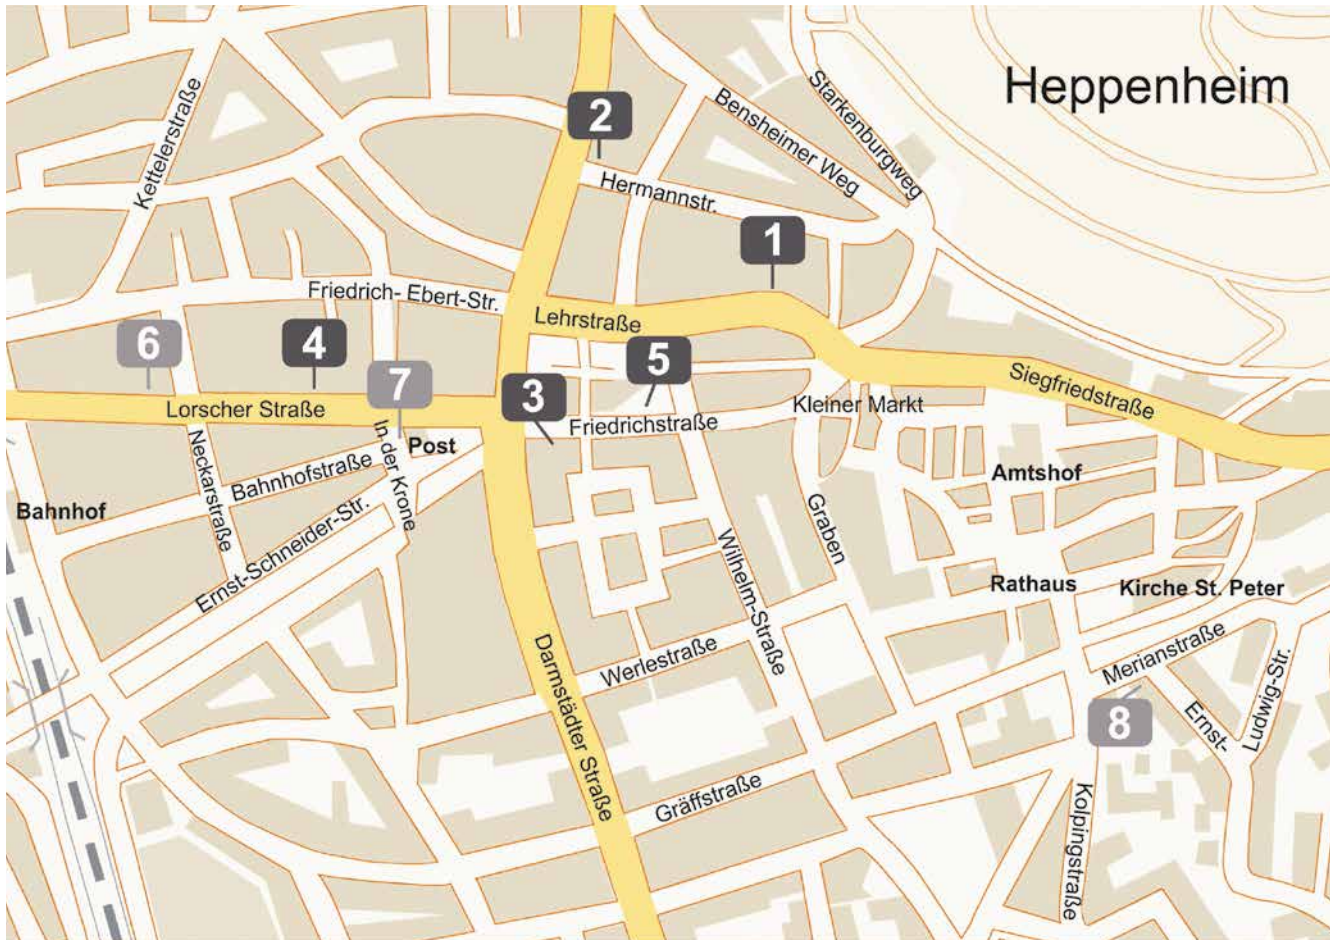 Heppenheim
2
Kettelerstraße
Bensheimer Weg
Starkenburgweg
Hermannstr.
1
Friedrich- Ebert-Str.
Lehrstraße
6
4
7
3
5
Siegfriedstraße
Lorscher Straße
Kleiner Markt
Friedrichstraße
In der Krone
Post
Neckarstraße
Bahnhofstraße
Amtshof
Bahnhof
Ernst-Schneider-Str.
Graben
Wilhelm-Straße
Rathaus
Kirche St. Peter
Werlestraße
Darmstädter Straße
Merianstraße
8
Ernst-
Ludwig-Str.
Gräffstraße
Kolpingstraße